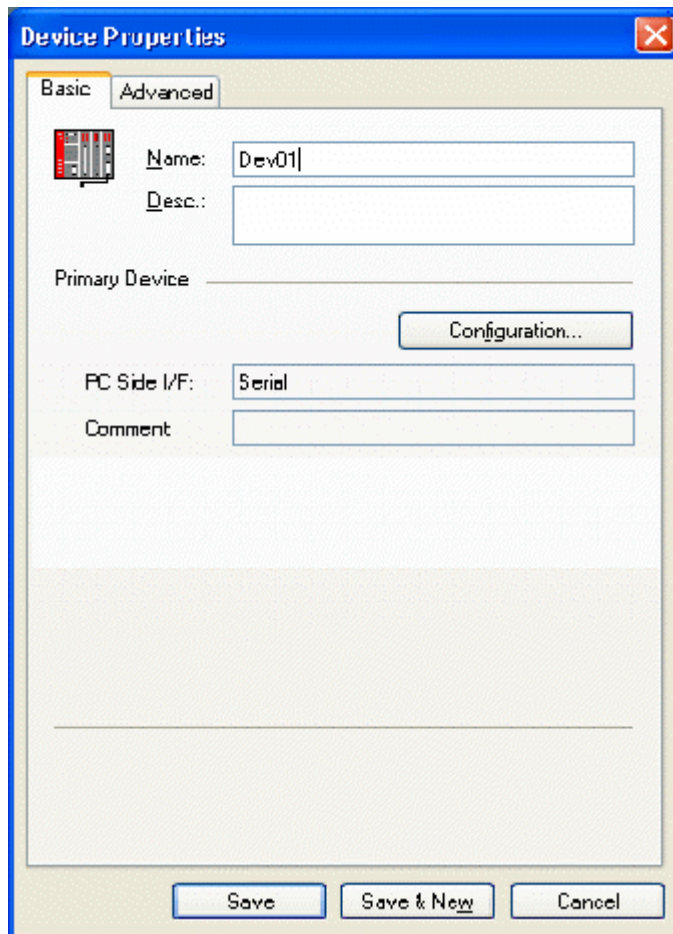 Device Properties
Basic
Advanced
Name:
Dev01
Desc.:
Primary Device
Configuration...
PC Side I/F:
Serial
Comment
Save
Save & New
Cancel